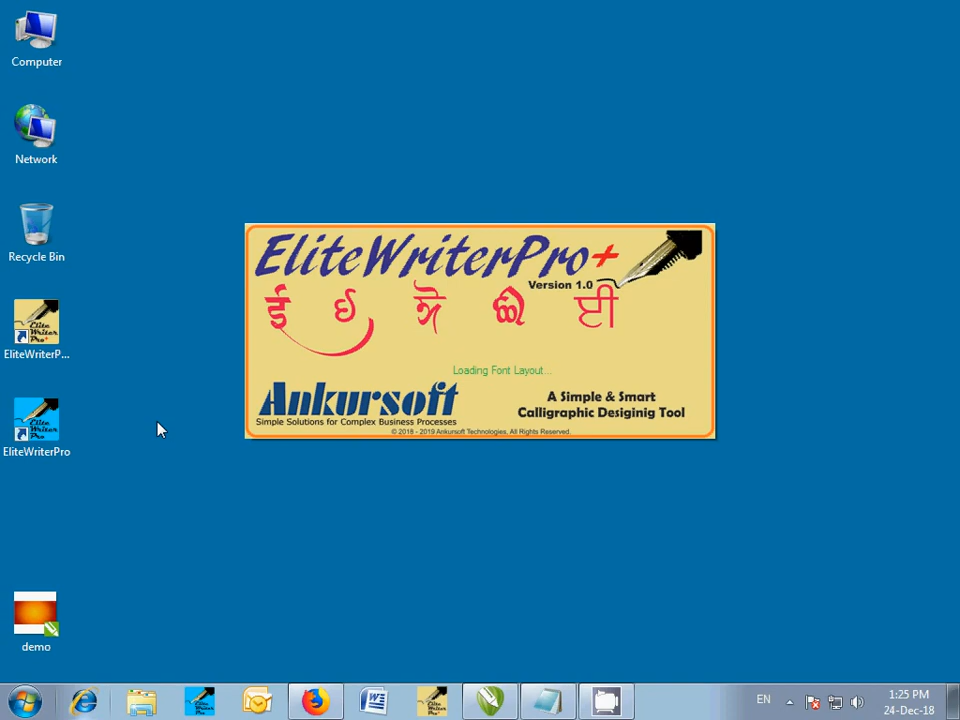 Computer
Network
Recycle Bin
EliteWriterP...
EliteWriterPro
demo
EliteWriterPro+
Version 1.0
ई ઇ ਔ ଇ ਈ
Loading Font Layout...
Ankursoft
Simple Solutions for Complex Business Processes
A Simple & Smart
Calligraphic Desiginig Tool
© 2018 - 2019 Ankursoft Technologies, All Rights Reserved.
EN
1:25 PM
24-Dec-18